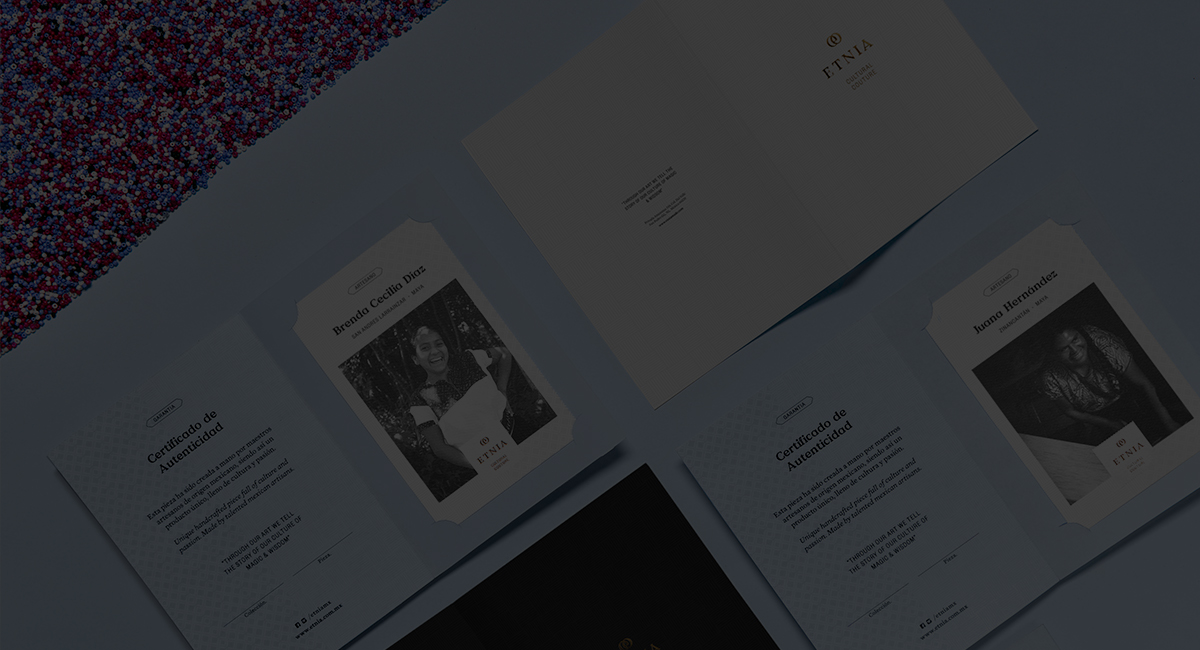 ETNIA
CULTURAL
COUTURE
"THROUGH OUR ART WE TELL THE
STORY OF OUR CULTURE OF MAGIC
& WISDOM"
ARTESANO
Brenda Cecilia Díaz
SAN ANDRÉS LARRAINZAR - MAYA
ETNIA
GARANTÍA
Certificado de
Autenticidad
Esta pieza ha sido creada a mano por maestros
artesanos de origen mexicano, siendo así un
producto único, lleno de cultura y pasión.
Unique handcrafted piece full of culture and
passion. Made by talented mexican artisans.
"THROUGH OUR ART WE TELL
THE STORY OF OUR CULTURE OF
MAGIC & WISDOM"
Colección
Pieza
/etniamx
www.etnia.com.mx
ARTESANO
Juana Hernández
ZINANCANTÁN - MAYA
ETNIA
GARANTÍA
Certificado de
Autenticidad
Esta pieza ha sido creada a mano por maestros
artesanos de origen mexicano, siendo así un
producto único, lleno de cultura y pasión.
Unique handcrafted piece full of culture and
passion. Made by talented mexican artisans.
"THROUGH OUR ART WE TELL
THE STORY OF OUR CULTURE OF
MAGIC & WISDOM"
Colección
Pieza
/etniamx
www.etnia.com.mx